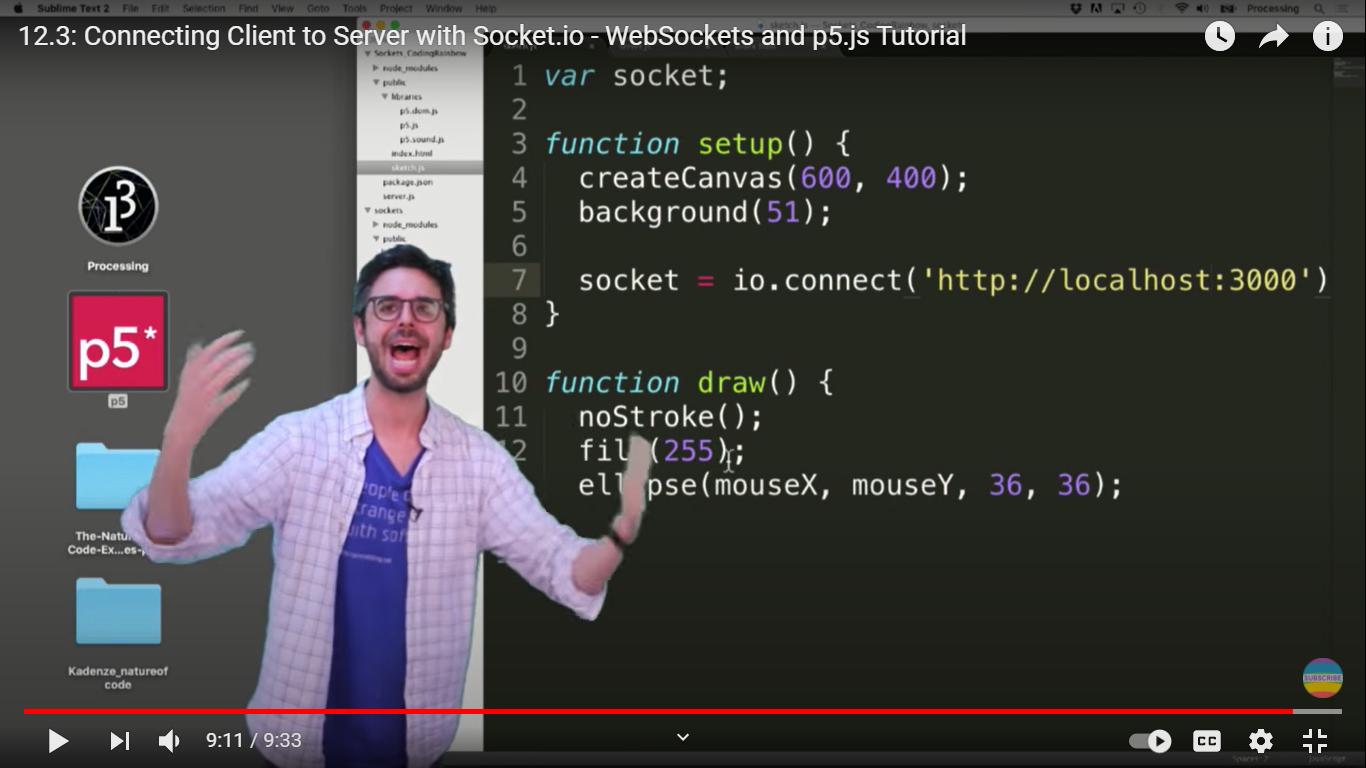 Sublime Text 2 File Edit Selection Find View Goto Tools Project Window Help Processing
12.3: Connecting Client to Server with Socket.io - WebSockets and p5.js Tutorial
Sockets_CodingRainbow
node_modules
public
libraries
p5.dom.js
p5.js
p5.sound.js
index.html
sketch.js
package.json
server.js
sockets
node_modules
public
Processing
p5*
p5
The-Natu
Code-Ex...es-p
Kadenze_natureof
code
1 var socket;
2
3 function setup() {
4 createCanvas(600, 400);
5 background(51);
6
7 socket = io.connect('http://localhost:3000')
8 }
9
10 function draw() {
11 noStroke();
12 fil (255);
ell pse(mouseX, mouseY, 36, 36);
eople
trange
with sof
SUBSCRIBE
9:11 / 9:33
CC